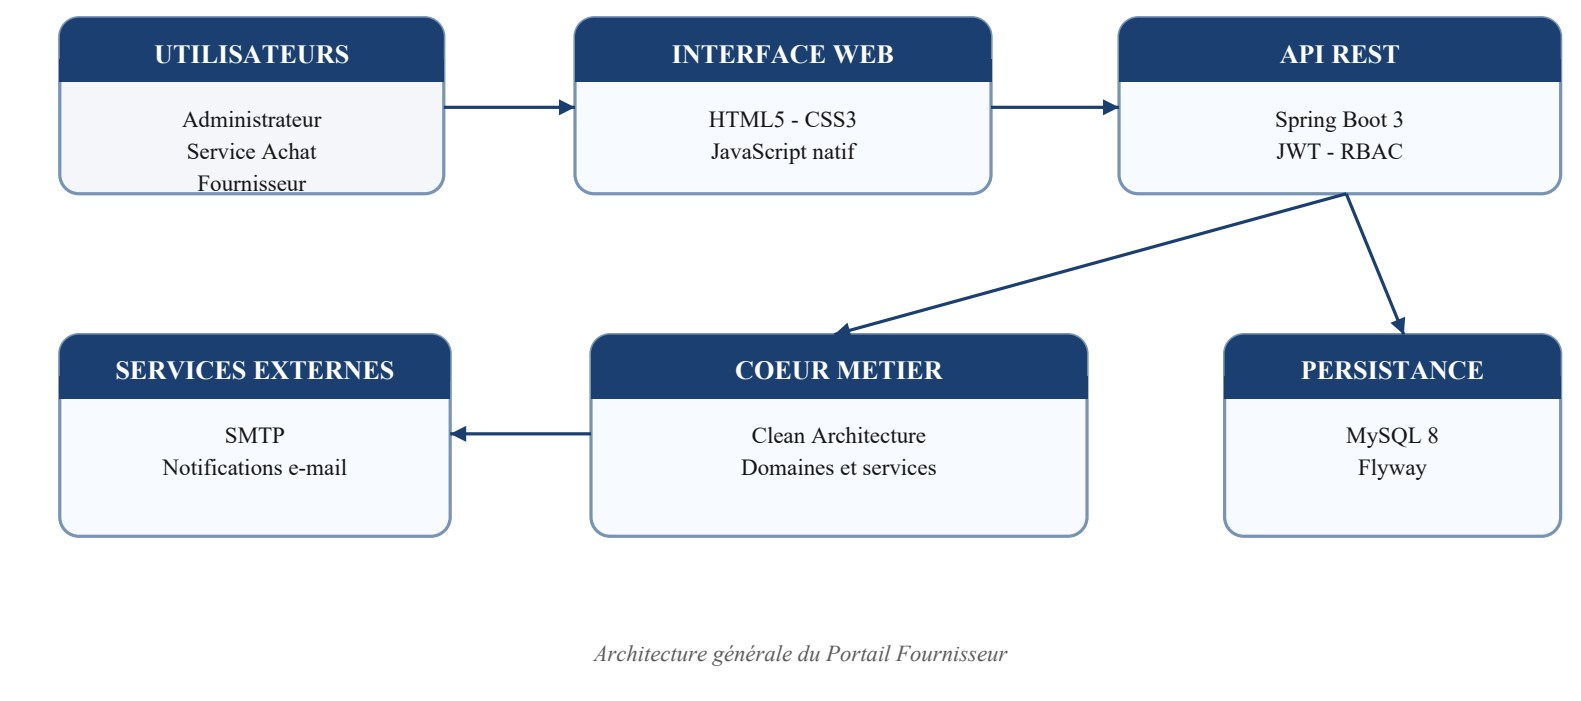 UTILISATEURS
Administrateur
Service Achat
Fournisseur
INTERFACE WEB
HTML5 - CSS3
JavaScript natif
API REST
Spring Boot 3
JWT - RBAC
SERVICES EXTERNES
SMTP
Notifications e-mail
COEUR METIER
Clean Architecture
Domaines et services
PERSISTANCE
MySQL 8
Flyway
Architecture générale du Portail Fournisseur